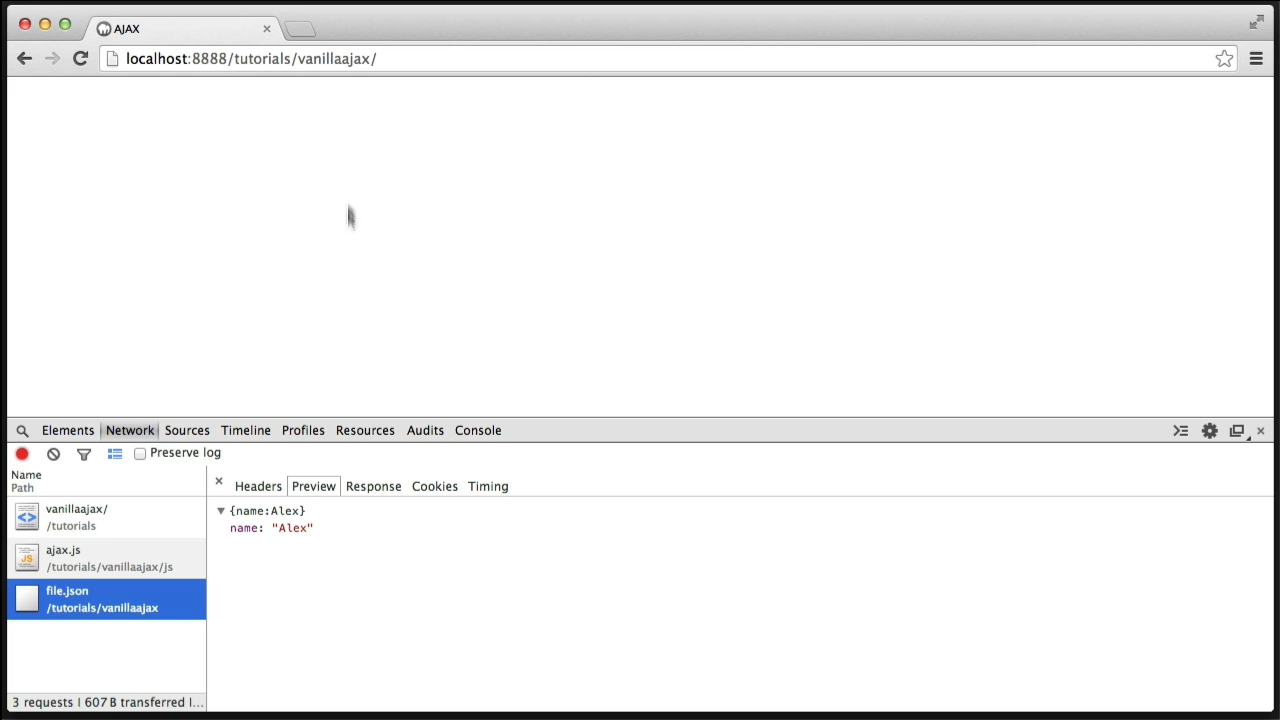 AJAX
localhost:8888/tutorials/vanillaajax/
Elements Network Sources Timeline Profiles Resources Audits Console
Preserve log
Name
Path
Headers Preview Response Cookies Timing
vanillaajax/
/tutorials
ajax.js
/tutorials/vanillaajax/js
JS
file.json
/tutorials/vanillaajax
{name:Alex}
name: "Alex"
3 requests | 607 B transferred |...